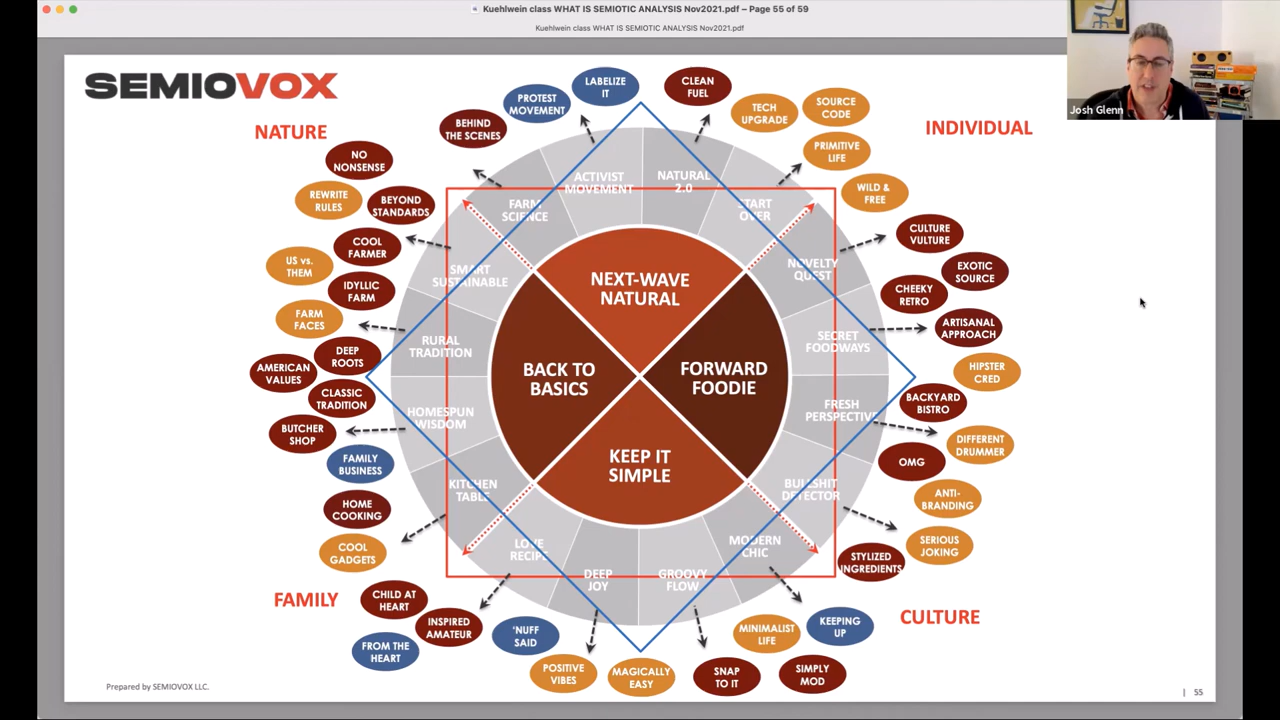 Kuehlwein class WHAT IS SEMIOTIC ANALYSIS Nov2021.pdf – Page 55 of 59
Kuehlwein class WHAT IS SEMIOTIC ANALYSIS Nov2021.pdf
Josh Glenn
SEMIOVOX
NATURE
INDIVIDUAL
FAMILY
CULTURE
NEXT-WAVE
NATURAL
FORWARD
FOODIE
KEEP IT
SIMPLE
BACK TO
BASICS
ACTIVIST
MOVEMENT
NATURAL
2.0
START
OVER
NOVELTY
QUEST
SECRET
FOODWAYS
FRESH
PERSPECTIVE
BULLSHIT
DETECTOR
MODERN
CHIC
GROOVY
FLOW
DEEP
JOY
LOVE
RECIPE
KITCHEN
TABLE
HOMESPUN
WISDOM
RURAL
TRADITION
SMART
SUSTAINABLE
FARM
SCIENCE
LABELIZE
IT
CLEAN
FUEL
TECH
UPGRADE
SOURCE
CODE
PRIMITIVE
LIFE
WILD &
FREE
CULTURE
VULTURE
EXOTIC
SOURCE
CHEEKY
RETRO
ARTISANAL
APPROACH
HIPSTER
CRED
BACKYARD
BISTRO
DIFFERENT
DRUMMER
OMG
ANTI-
BRANDING
SERIOUS
JOKING
STYLIZED
INGREDIENTS
KEEPING
UP
MINIMALIST
LIFE
SIMPLY
MOD
SNAP
TO IT
MAGICALLY
EASY
POSITIVE
VIBES
'NUFF
SAID
INSPIRED
AMATEUR
FROM THE
HEART
CHILD AT
HEART
COOL
GADGETS
HOME
COOKING
FAMILY
BUSINESS
BUTCHER
SHOP
CLASSIC
TRADITION
AMERICAN
VALUES
DEEP
ROOTS
FARM
FACES
IDYLLIC
FARM
US vs.
THEM
COOL
FARMER
BEYOND
STANDARDS
REWRITE
RULES
NO
NONSENSE
BEHIND
THE SCENES
PROTEST
MOVEMENT
Prepared by SEMIOVOX LLC.
| 55